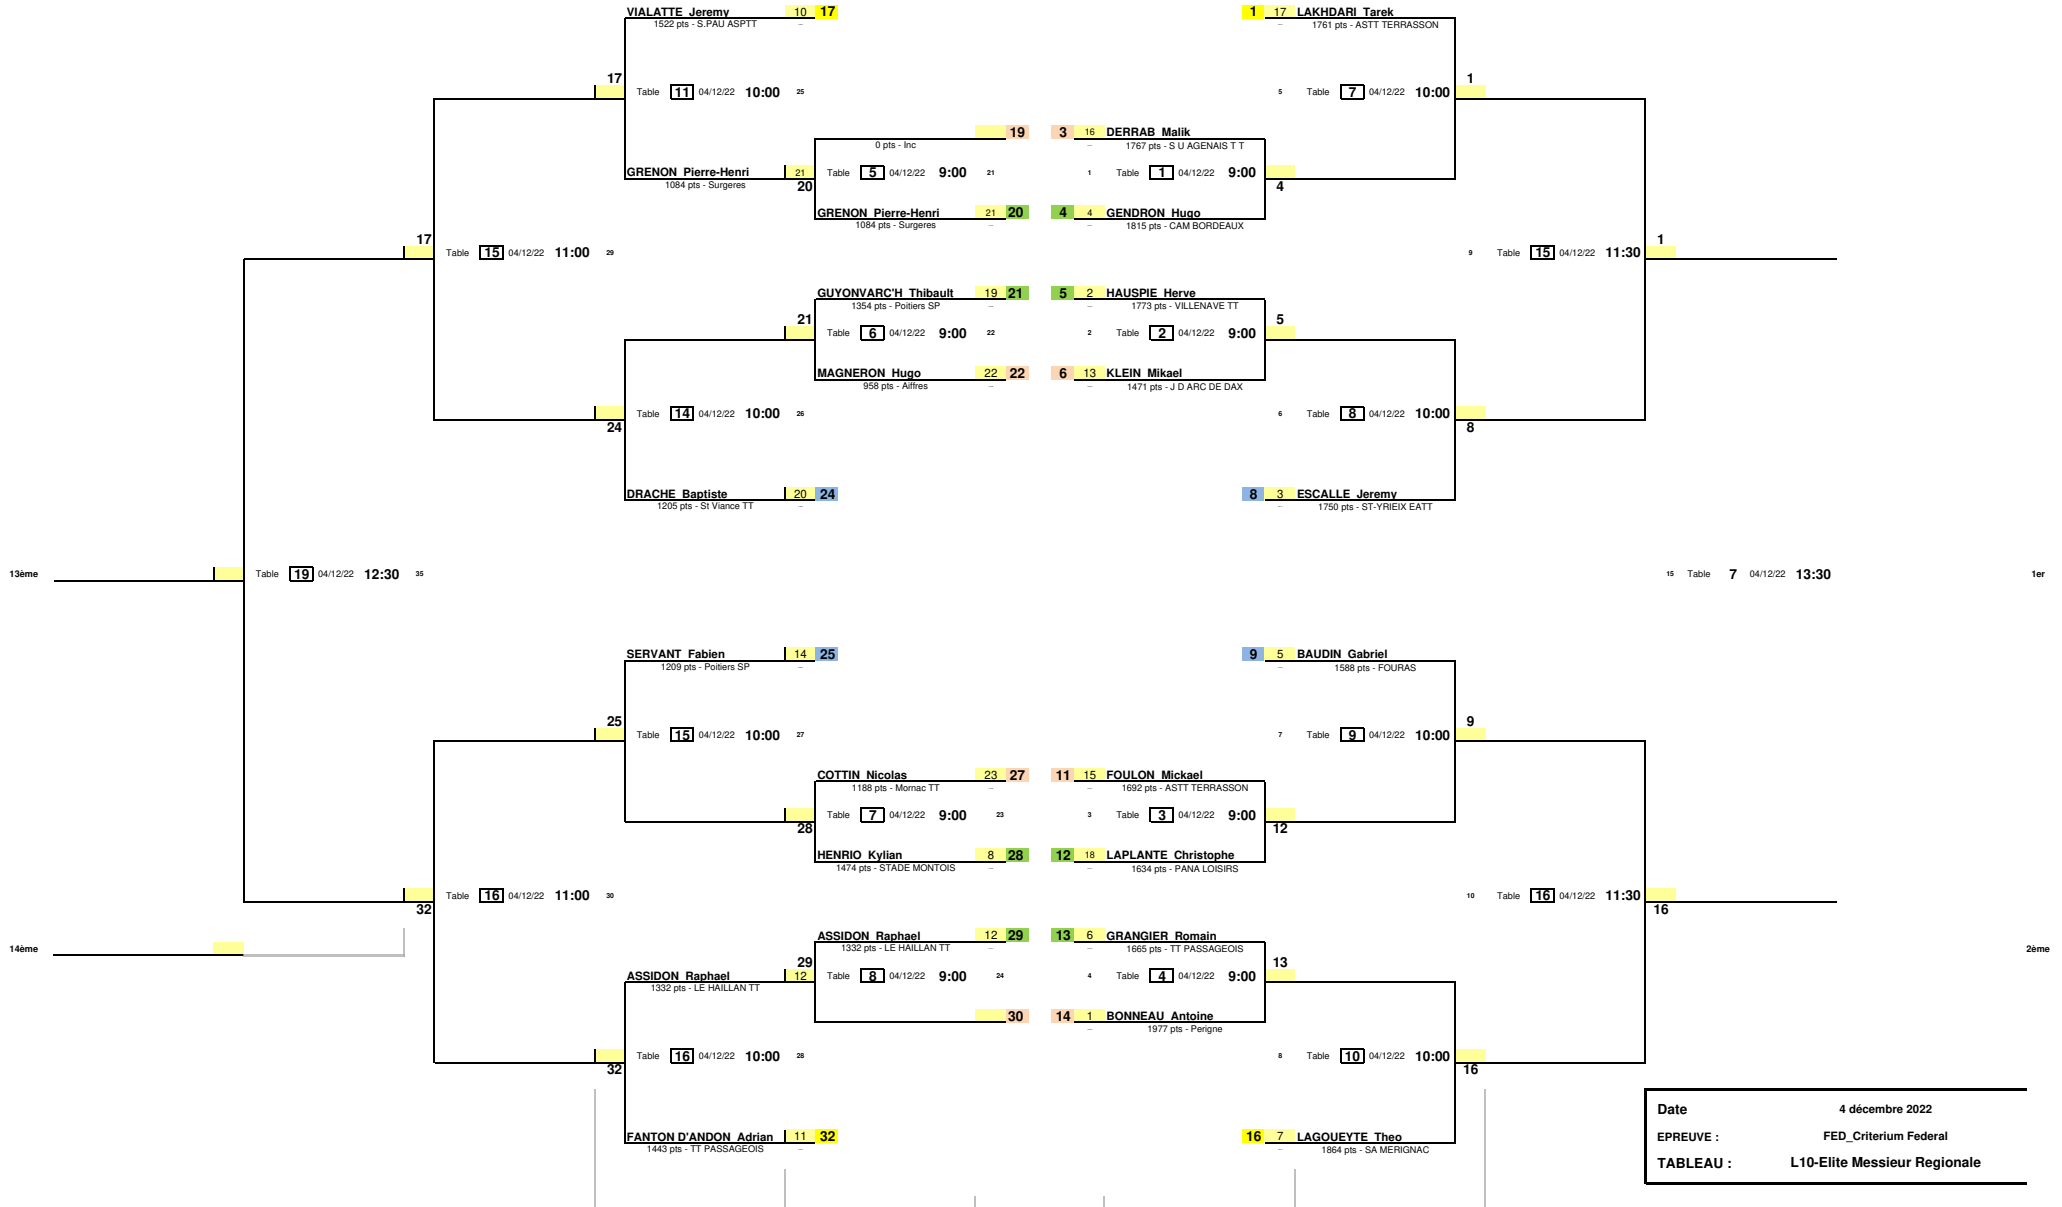 VIALATTE Jeremy 10 17 1 17 LAKHDARI Tarek
1522 pts - S.PAU ASPTT – – 1761 pts - ASTT TERRASSON
17 1
Table 11 04/12/22 10:00 25 5 Table 7 04/12/22 10:00
19 3 16 DERRAB Malik
0 pts - Inc – 1767 pts - S U AGENAIS T T
GRENON Pierre-Henri 21 Table 5 04/12/22 9:00 21 1 Table 1 04/12/22 9:00
1084 pts - Surgeres 20 4
GRENON Pierre-Henri 21 20 4 4 GENDRON Hugo
1084 pts - Surgeres – – 1815 pts - CAM BORDEAUX
17 1
Table 15 04/12/22 11:00 29 9 Table 15 04/12/22 11:30
GUYONVARC'H Thibault 19 21 5 2 HAUSPIE Herve
1354 pts - Poitiers SP – – 1773 pts - VILLENAVE TT
21 5
Table 6 04/12/22 9:00 22 2 Table 2 04/12/22 9:00
MAGNERON Hugo 22 22 6 13 KLEIN Mikael
958 pts - Aiffres – – 1471 pts - J D ARC DE DAX
Table 14 04/12/22 10:00 26 6 Table 8 04/12/22 10:00
24 8
DRACHE Baptiste 20 24 8 3 ESCALLE Jeremy
1205 pts - St Viance TT – – 1750 pts - ST-YRIEIX EATT
13ème Table 19 04/12/22 12:30 35 15 Table 7 04/12/22 13:30 1er
SERVANT Fabien 14 25 9 5 BAUDIN Gabriel
1209 pts - Poitiers SP – – 1588 pts - FOURAS
25 9
Table 15 04/12/22 10:00 27 7 Table 9 04/12/22 10:00
COTTIN Nicolas 23 27 11 15 FOULON Mickael
1188 pts - Mornac TT – – 1692 pts - ASTT TERRASSON
Table 7 04/12/22 9:00 23 3 Table 3 04/12/22 9:00
28 12
HENRIO Kylian 8 28 12 18 LAPLANTE Christophe
1474 pts - STADE MONTOIS – – 1634 pts - PANA LOISIRS
Table 16 04/12/22 11:00 30 10 Table 16 04/12/22 11:30
32 16
ASSIDON Raphael 12 29 13 6 GRANGIER Romain
14ème 1332 pts - LE HAILLAN TT – – 1665 pts - TT PASSAGEOIS 2ème
29 13
ASSIDON Raphael 12 Table 8 04/12/22 9:00 24 4 Table 4 04/12/22 9:00
1332 pts - LE HAILLAN TT
30 14 1 BONNEAU Antoine
– 1977 pts - Perigne
Table 16 04/12/22 10:00 28 8 Table 10 04/12/22 10:00
32 16
FANTON D'ANDON Adrian 11 32 16 7 LAGOUEYTE Theo
1443 pts - TT PASSAGEOIS – – 1864 pts - SA MERIGNAC
Date 4 décembre 2022
EPREUVE : FED_Criterium Federal
TABLEAU : L10-Elite Messieur Regionale